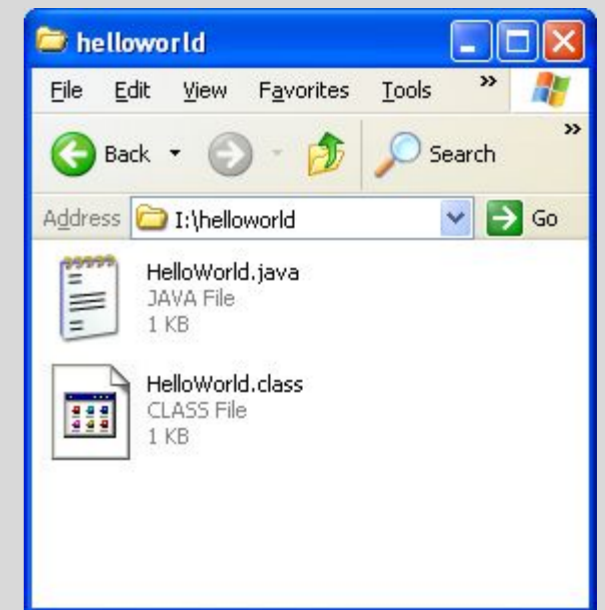 helloworld
File Edit View Favorites Tools »
Back Search »
Address I:\helloworld Go
HelloWorld.java
JAVA File
1 KB
HelloWorld.class
CLASS File
1 KB